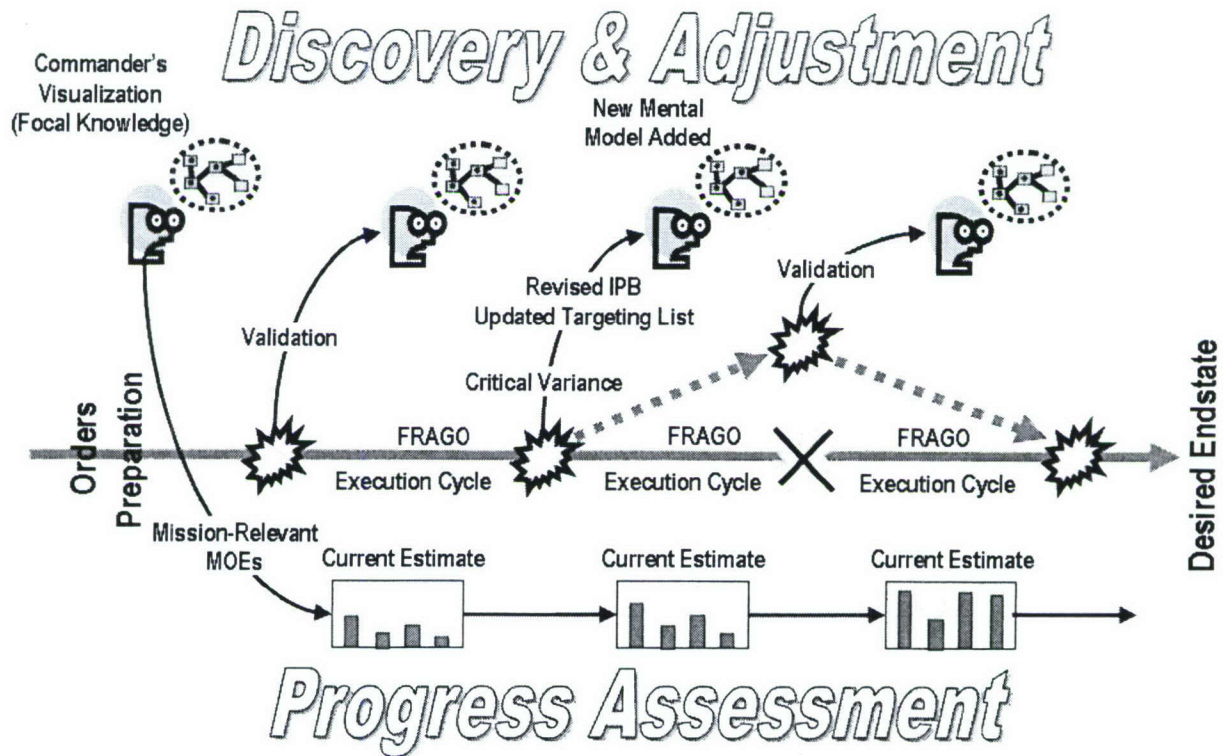 Discovery & Adjustment
Commander's
Visualization
(Focal Knowledge)
New Mental
Model Added
Validation
Revised IPB
Updated Targeting List
Critical Variance
Validation
Orders
Preparation
FRAGO
Execution Cycle
FRAGO
Execution Cycle
FRAGO
Execution Cycle
Desired Endstate
Mission-Relevant
MOEs
Current Estimate
Current Estimate
Current Estimate
Progress Assessment